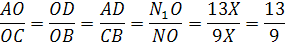 AO/OC = OD/OB = AD/CB = N₁O/NO = 13X/9X = 13/9